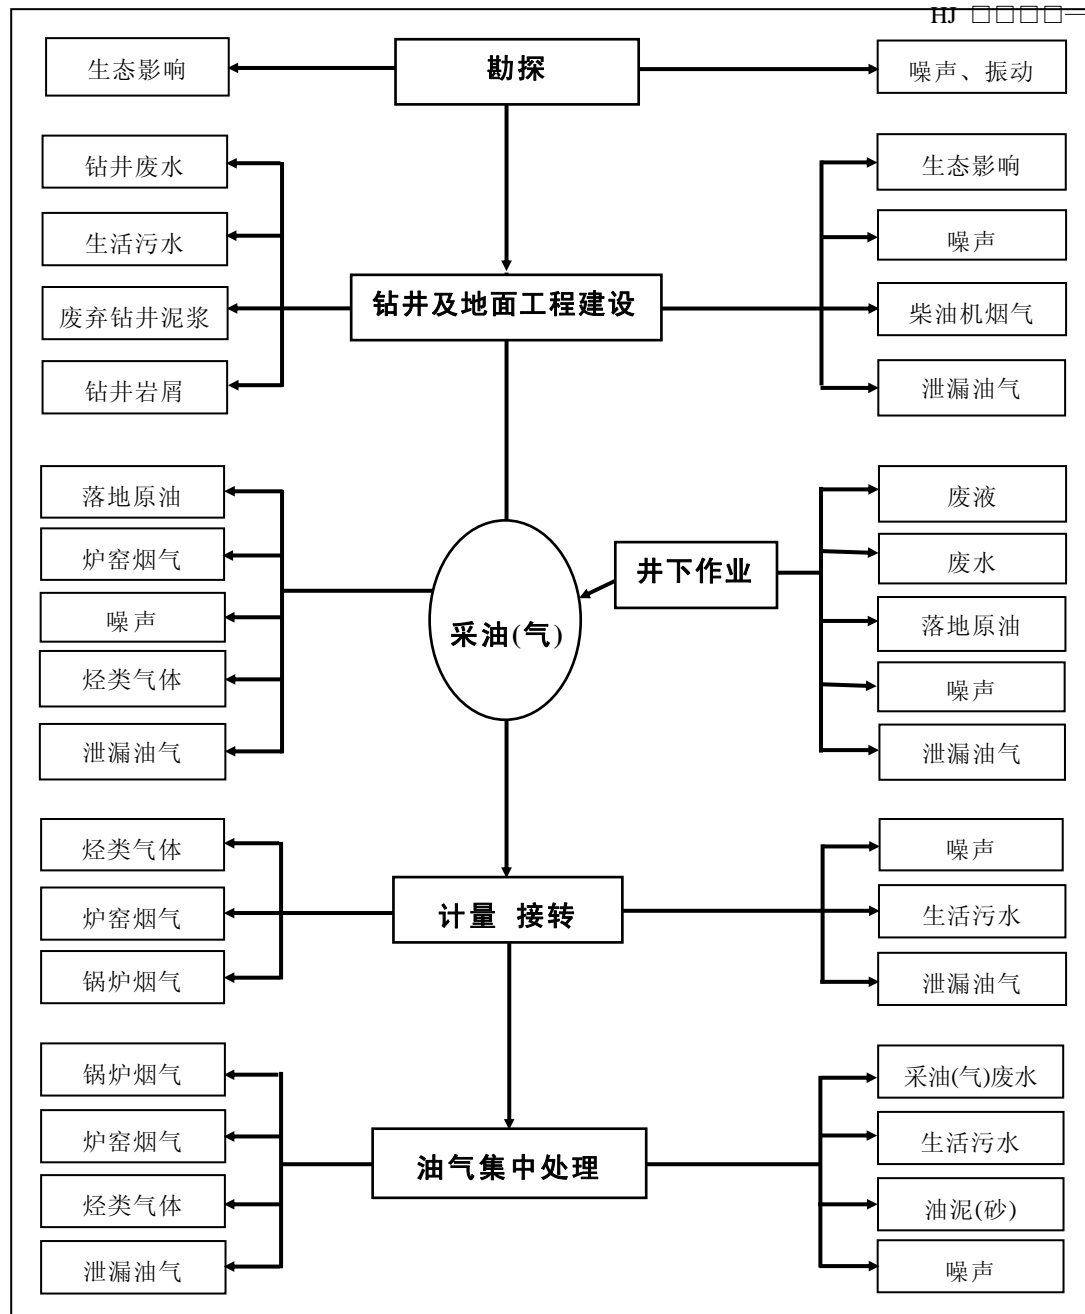 HJ □□□□—
生态影响
勘探
噪声、振动
钻井废水
生态影响
生活污水
噪声
钻井及地面工程建设
废弃钻井泥浆
柴油机烟气
钻井岩屑
泄漏油气
落地原油
废液
炉窑烟气
井下作业
废水
噪声
采油(气)
落地原油
烃类气体
噪声
泄漏油气
泄漏油气
烃类气体
噪声
炉窑烟气
计量 接转
生活污水
锅炉烟气
泄漏油气
锅炉烟气
采油(气)废水
炉窑烟气
生活污水
油气集中处理
烃类气体
油泥(砂)
泄漏油气
噪声